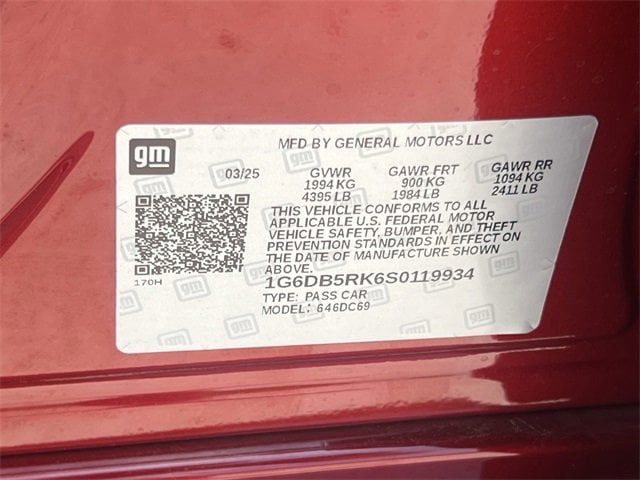 gm
MFD BY GENERAL MOTORS LLC
03/25 GVWR GAWR FRT GAWR RR
1994 KG 900 KG 1094 KG
4395 LB 1984 LB 2411 LB
THIS VEHICLE CONFORMS TO ALL
APPLICABLE U.S. FEDERAL MOTOR
VEHICLE SAFETY, BUMPER, AND THEFT
PREVENTION STANDARDS IN EFFECT ON
THE DATE OF MANUFACTURE SHOWN
ABOVE.
170H
1G6DB5RK6S0119934
TYPE: PASS CAR
MODEL: 646DC69